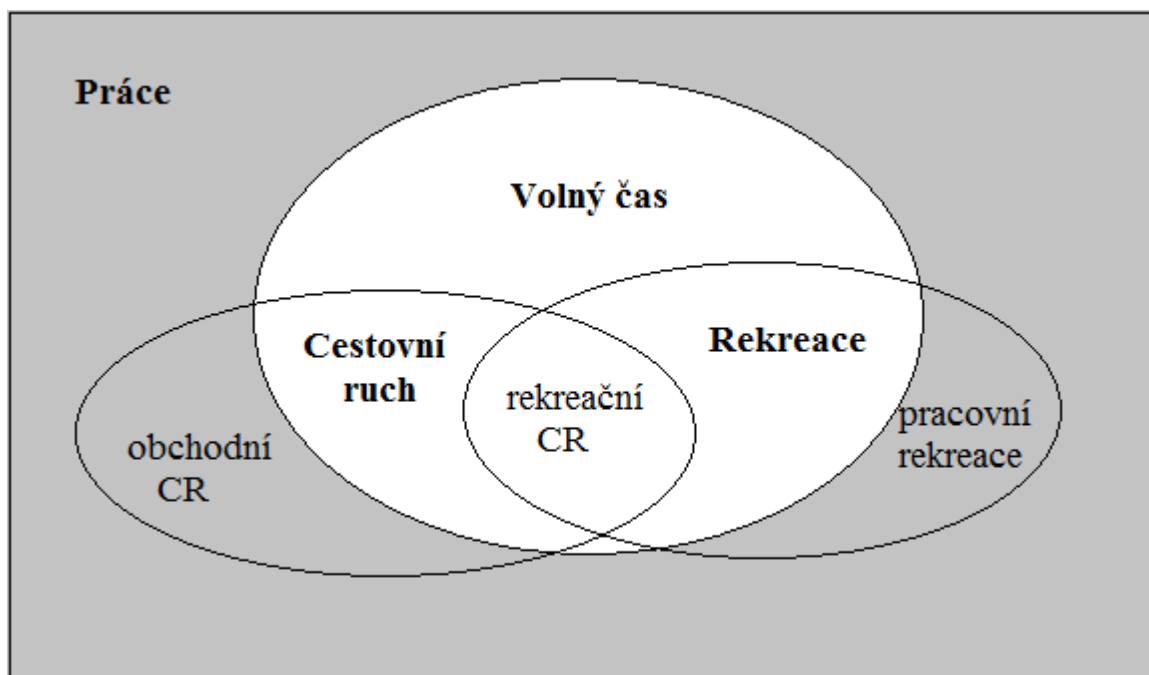 Práce
Volný čas
Cestovní
ruch
Rekreace
rekreační
CR
obchodní
CR
pracovní
rekreace